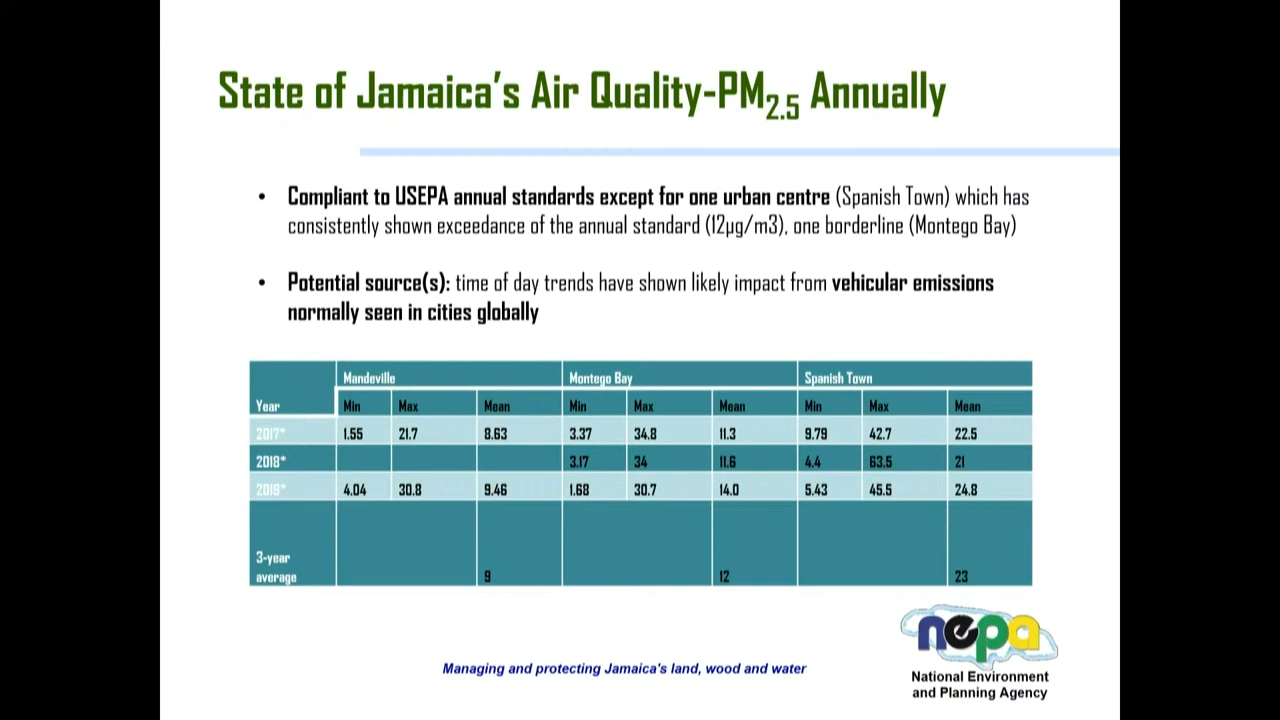 State of Jamaica's Air Quality-PM2.5 Annually
• Compliant to USEPA annual standards except for one urban centre (Spanish Town) which has
consistently shown exceedance of the annual standard (12µg/m3), one borderline (Montego Bay)
• Potential source(s): time of day trends have shown likely impact from vehicular emissions
normally seen in cities globally
Mandeville Montego Bay Spanish Town
Year Min Max Mean Min Max Mean Min Max Mean
2017* 1.55 21.7 8.63 3.37 34.8 11.3 9.79 42.7 22.5
2018* 3.17 34 11.6 4.4 63.5 21
2019* 4.04 30.8 9.46 1.68 30.7 14.0 5.43 45.5 24.8
3-year
average 9 12 23
nepa
Managing and protecting Jamaica's land, wood and water
National Environment
and Planning Agency